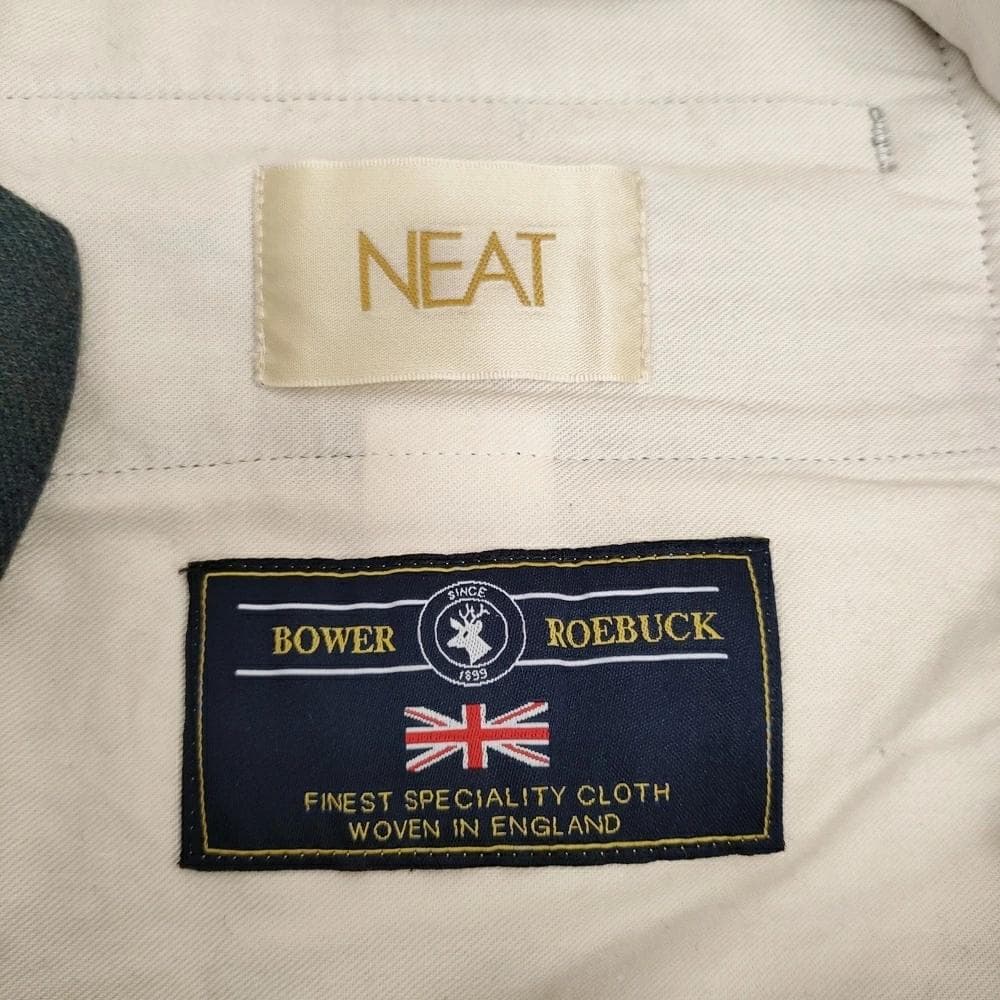 NEAT
SINCE
BOWER ROEBUCK
1899
FINEST SPECIALITY CLOTH
WOVEN IN ENGLAND